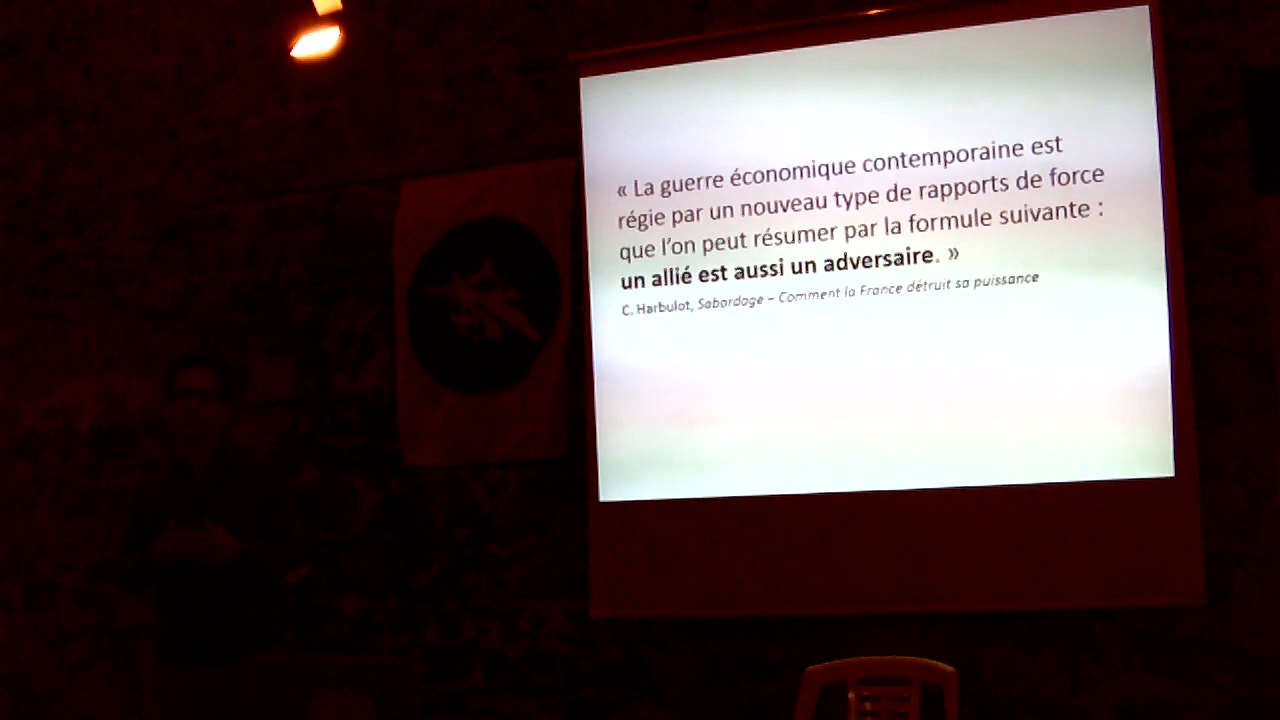 « La guerre économique contemporaine est
régie par un nouveau type de rapports de force
que l’on peut résumer par la formule suivante :
un allié est aussi un adversaire. »
C. Harbulot, Sabordage – Comment la France détruit sa puissance